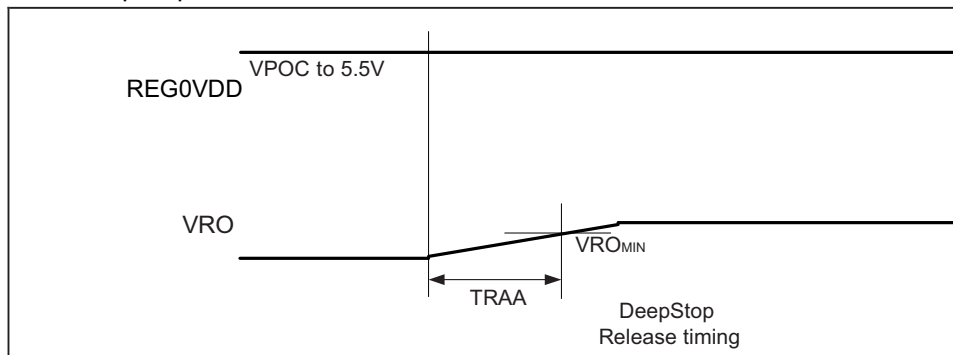 VPOC to 5.5V
REG0VDD
VRO
VROMIN
TRAA
DeepStop
Release timing